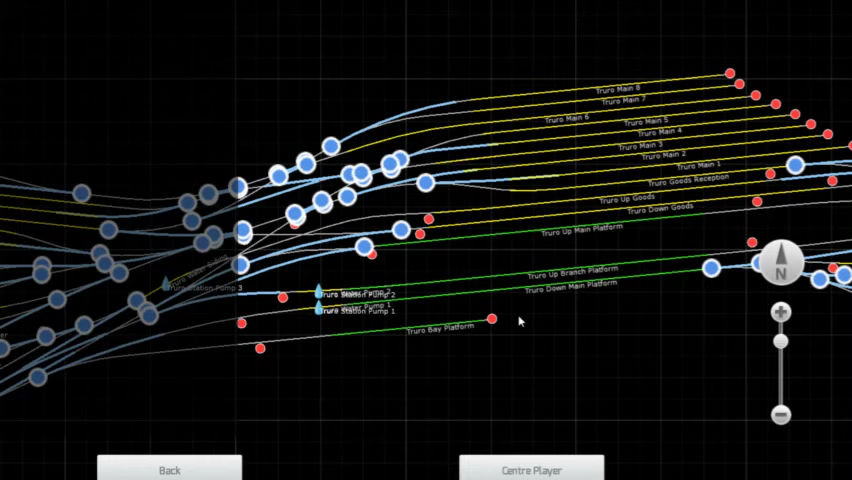 Truro Main 8
Truro Main 7
Truro Main 6
Truro Main 5
Truro Main 4
Truro Main 3
Truro Main 2
Truro Main 1
Truro Goods Reception
Truro Up Goods
Truro Down Goods
Truro Up Main Platform
Truro Up Branch Platform
Truro Down Main Platform
Truro Station Pump 3
Truro Station Pump 2
Truro Station Pump 1
Truro Bay Platform
N
Back
Centre Player